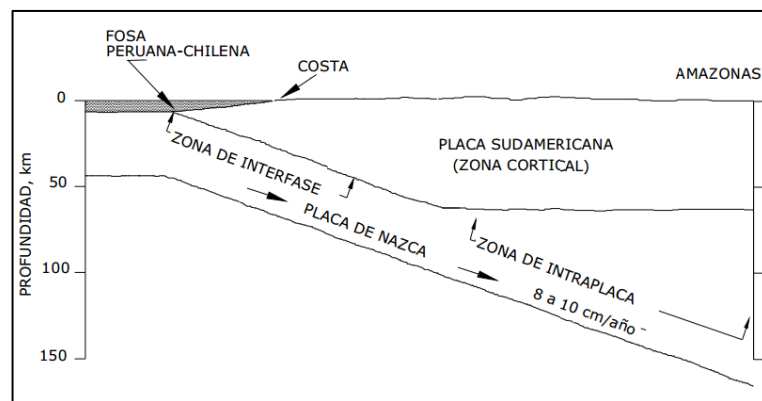 FOSA
PERUANA-CHILENA
COSTA
AMAZONAS
0
50
100
150
PROFUNDIDAD, km
ZONA DE INTERFASE
PLACA SUDAMERICANA
(ZONA CORTICAL)
PLACA DE NAZCA
ZONA DE INTRAPLACA
8 a 10 cm/año